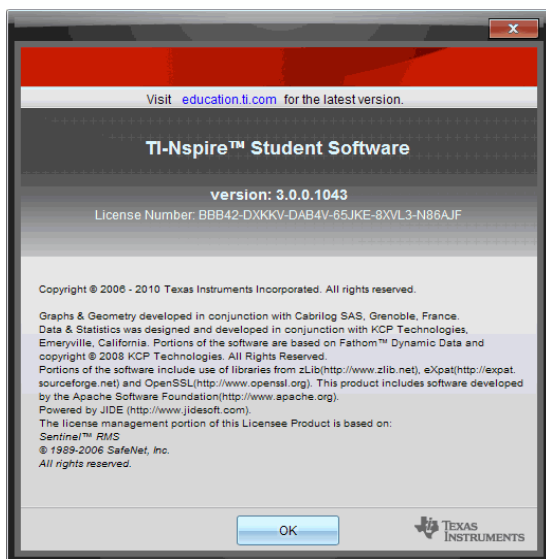 x
Visit education.ti.com for the latest version.
TI-Nspire™ Student Software
version: 3.0.0.1043
License Number: BBB42-DXKKV-DAB4V-65JKE-8XVL3-N86AJF
Copyright © 2006 - 2010 Texas Instruments Incorporated. All rights reserved.
Graphs & Geometry developed in conjunction with Cabrilog SAS, Grenoble, France.
Data & Statistics was designed and developed in conjunction with KCP Technologies,
Emeryville, California. Portions of the software are based on Fathom™ Dynamic Data and
copyright © 2008 KCP Technologies. All Rights Reserved.
Portions of the software include use of libraries from zLib(http://www.zlib.net), eXpat(http://expat.
sourceforge.net) and OpenSSL(http://www.openssl.org). This product includes software developed
by the Apache Software Foundation(http://www.apache.org).
Powered by JIDE (http://www.jidesoft.com).
The license management portion of this Licensee Product is based on:
Sentinel™ RMS
© 1989-2006 SafeNet, Inc.
All rights reserved.
OK
TEXAS
INSTRUMENTS